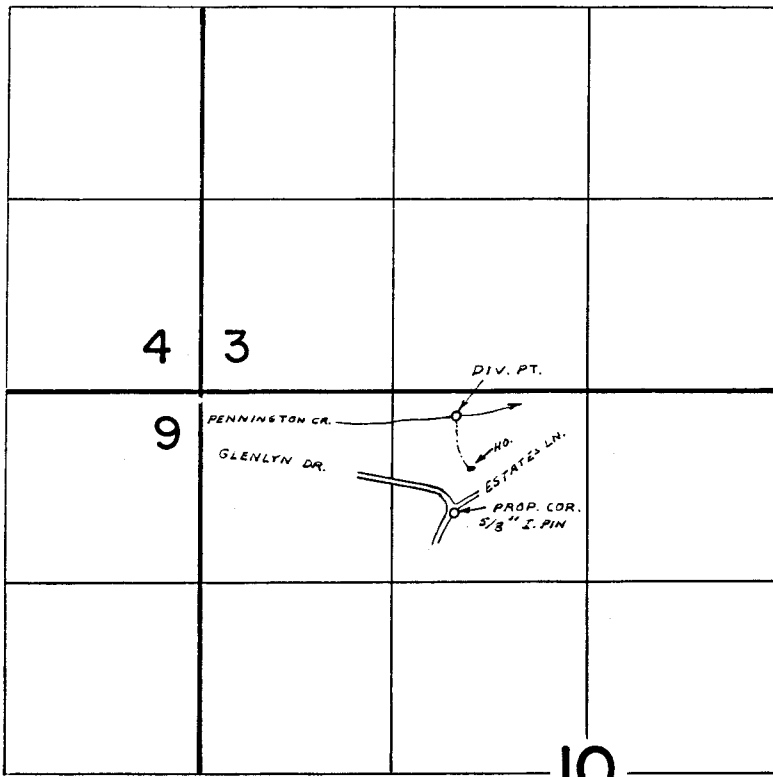 4 3
DIV. PT.
9
PENNINGTON CR.
HO.
GLENLYN DR.
ESTATES LN.
PROP. COR.
5/8" I. PIN
10